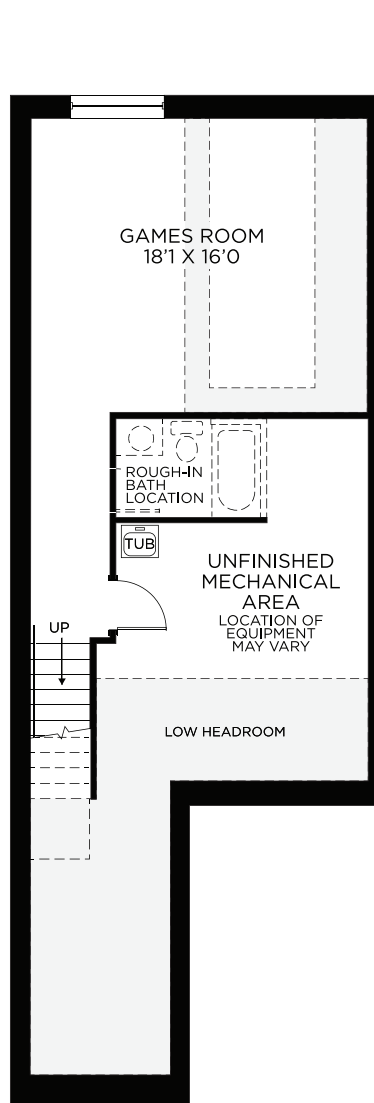 GAMES ROOM
18'1 X 16'0
ROUGH-IN
BATH
LOCATION
TUB
UNFINISHED
MECHANICAL
AREA
LOCATION OF
EQUIPMENT
MAY VARY
UP
LOW HEADROOM